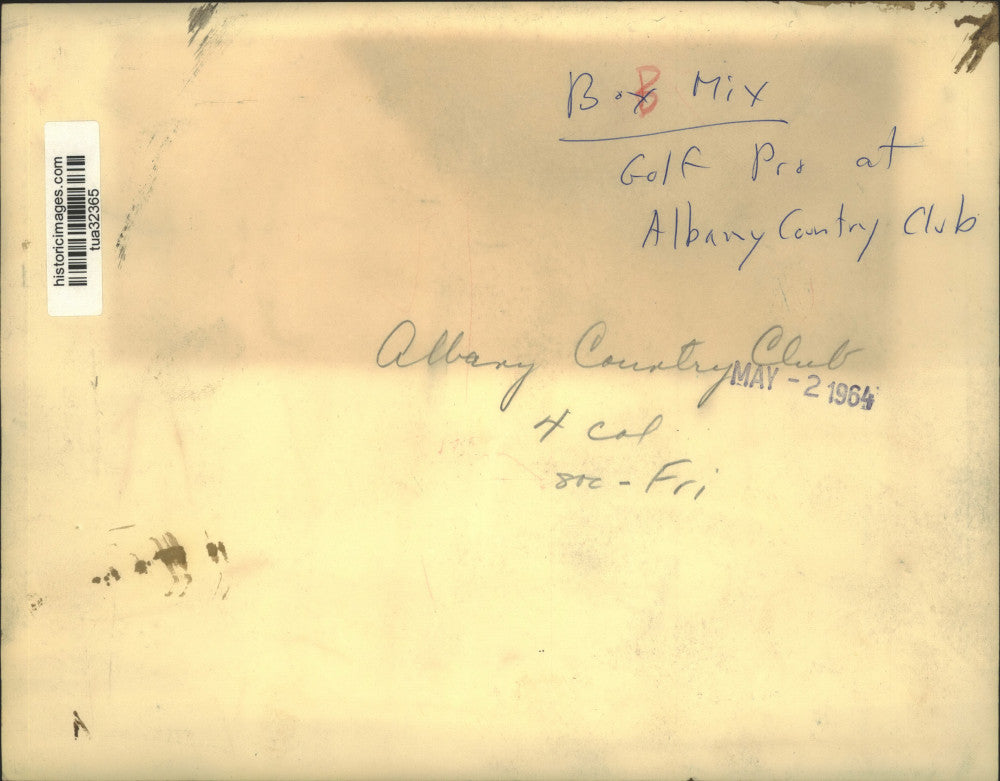 Box Mix
Golf Pro at
Albany Country Club
Albany Country Club
MAY - 2 1964
4 col
soc - Fri
historicimages.com
tua32365